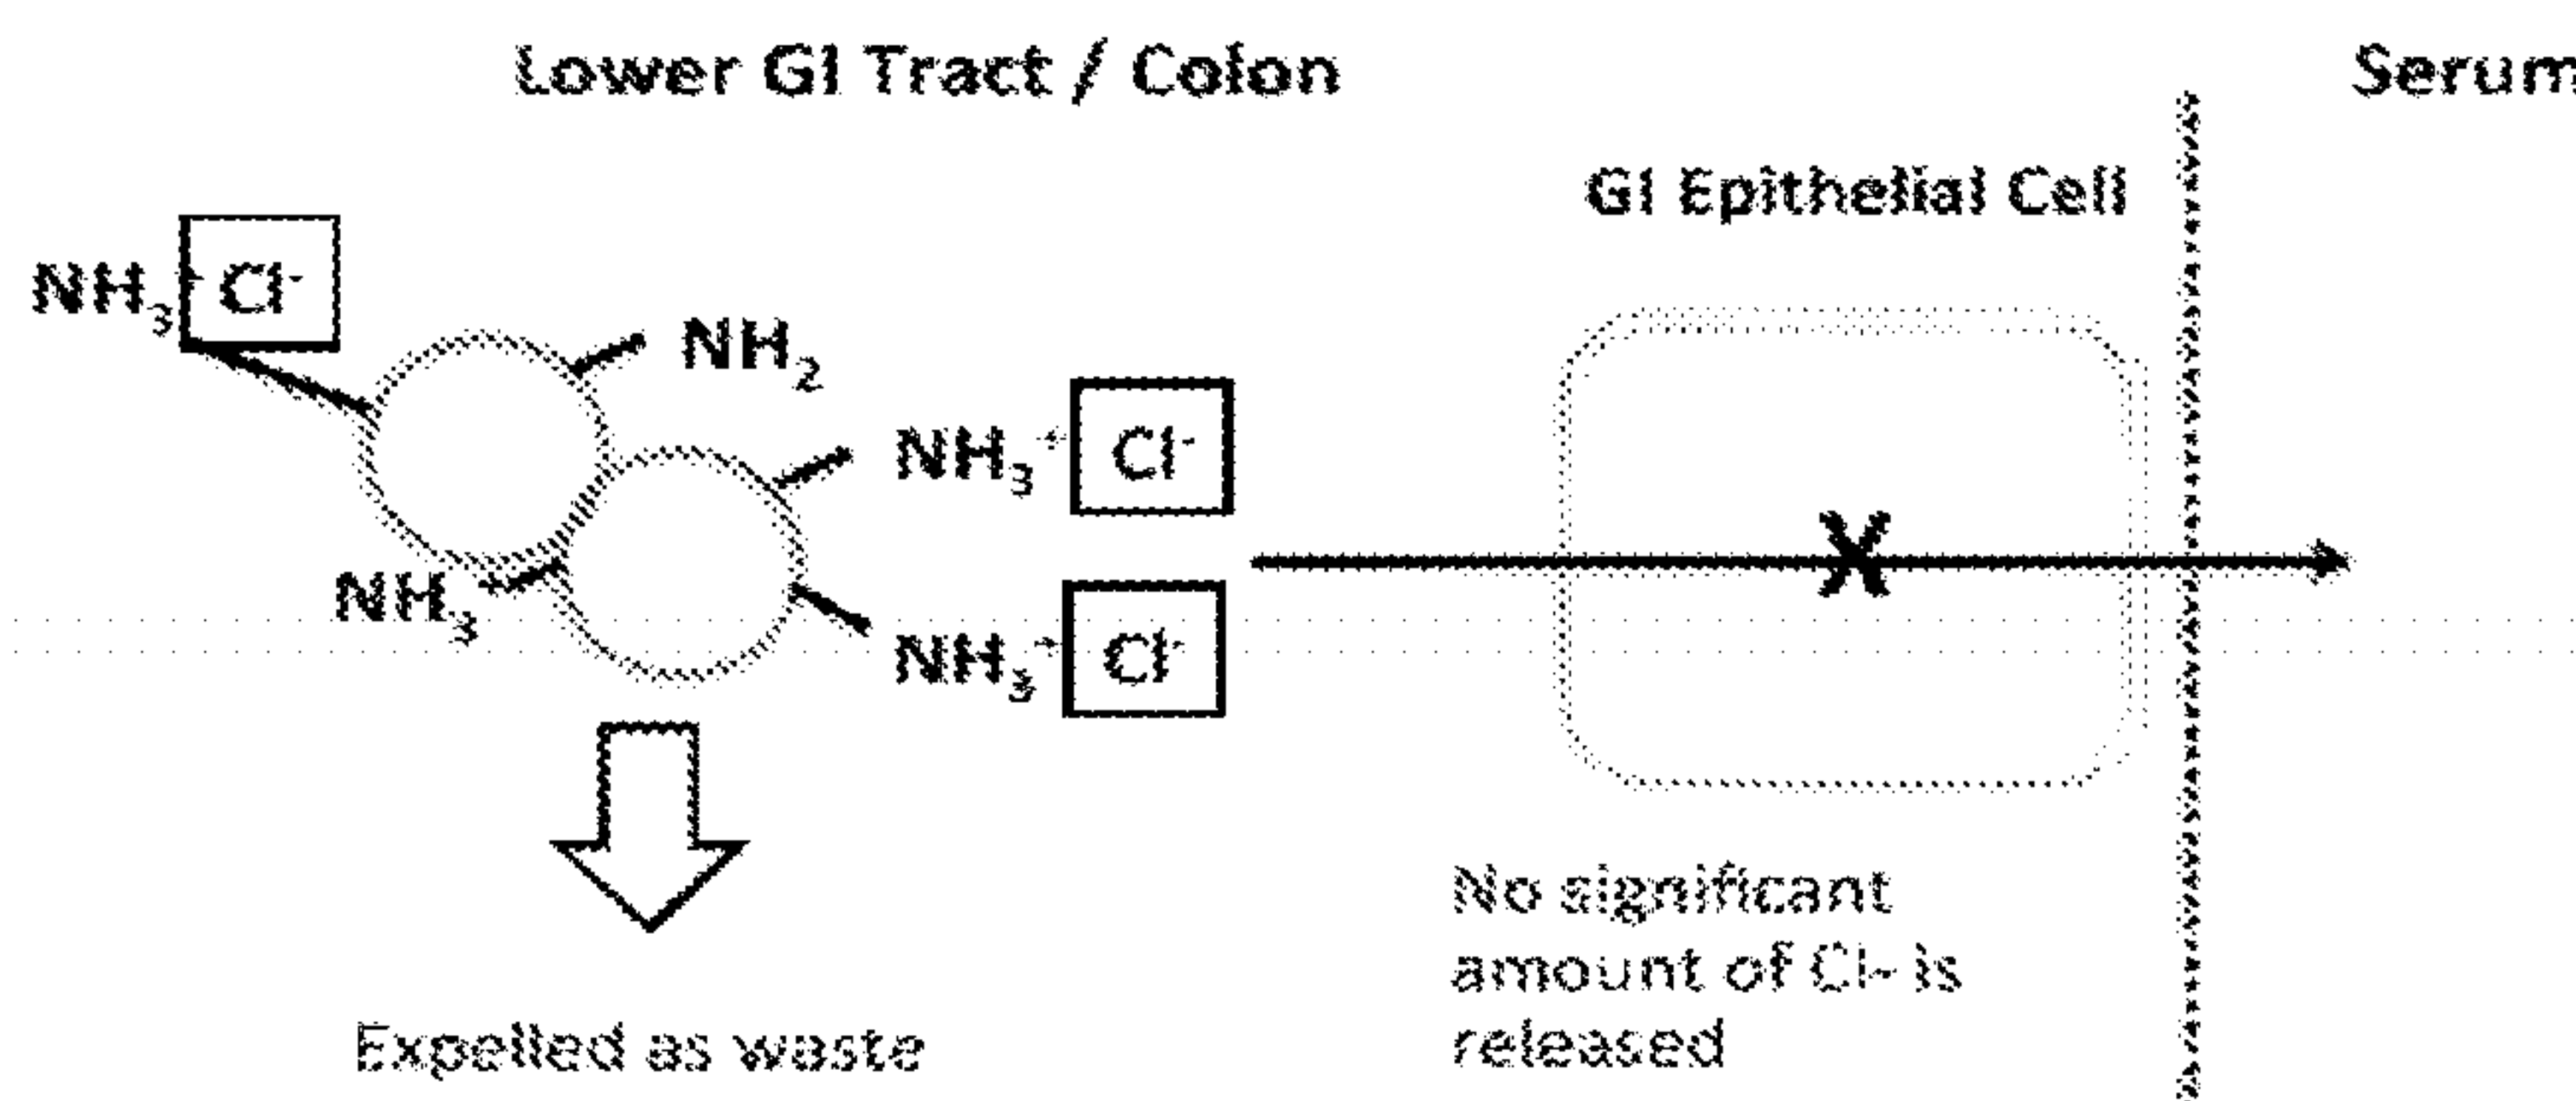 Lower GI Tract / Colon
Serum
GI Epithelial Cell
NH₃⁺ Cl⁻
NH₂
NH₃⁺ Cl⁻
NH₃
NH₃⁺ Cl⁻
No significant
amount of Cl- is
released
Expelled as waste
X